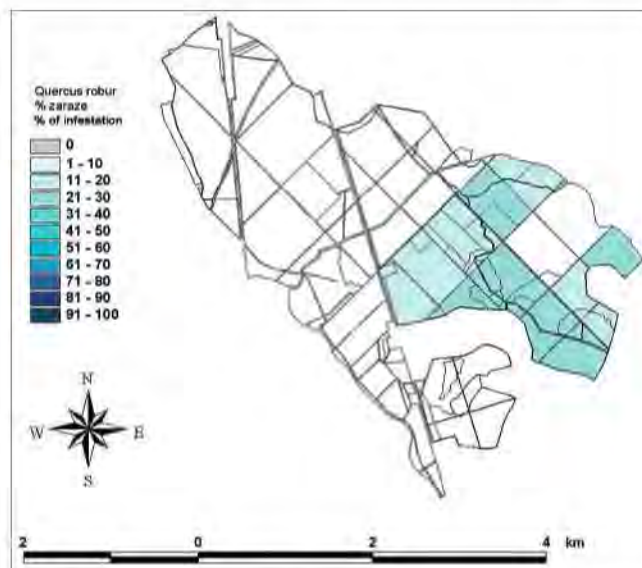 Quercus robur
% zaraze
% of infestation
0
1 - 10
11 - 20
21 - 30
31 - 40
41 - 50
51 - 60
61 - 70
71 - 80
81 - 90
91 - 100
N
W E
S
2 0 2 4 km